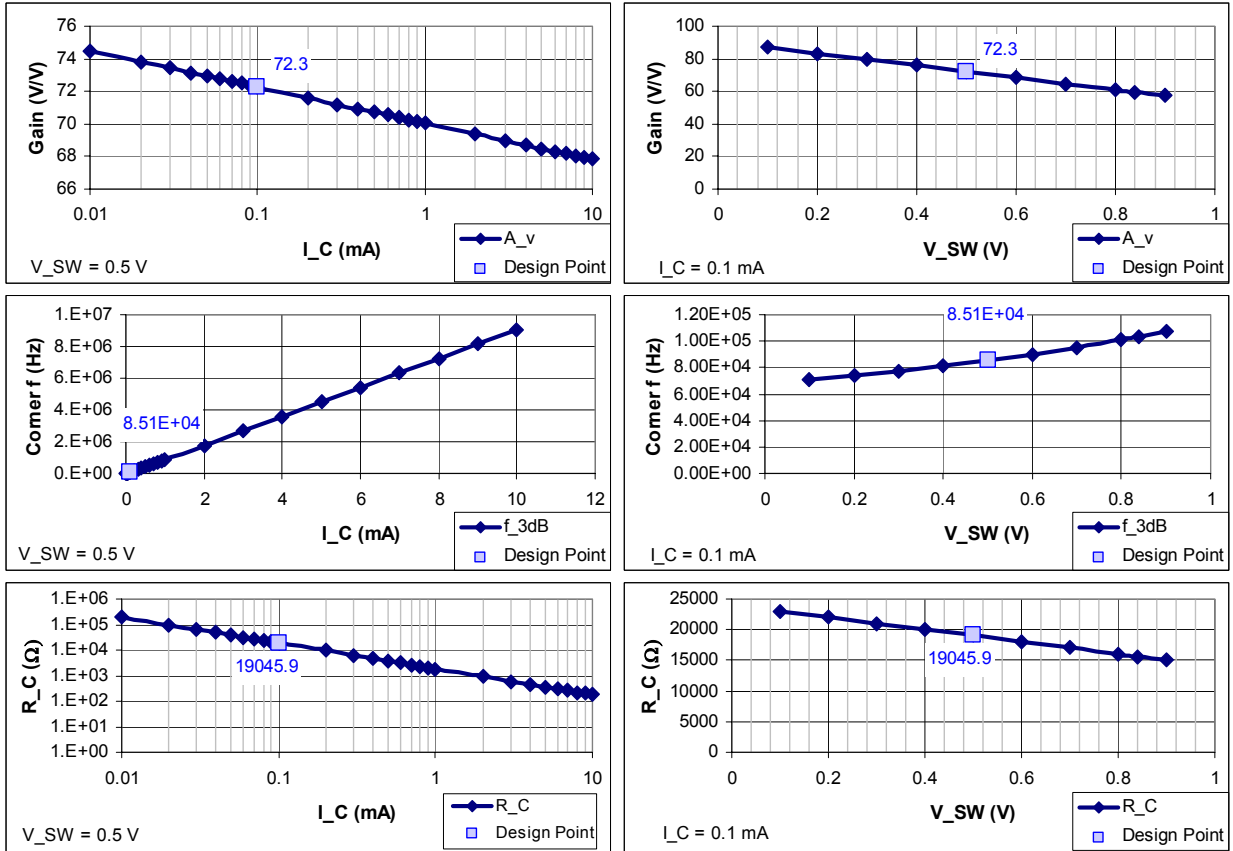 76
74
72
70
68
66
Gain (V/V)
72.3
0.01
0.1
1
10
I_C (mA)
V_SW = 0.5 V
A_v
Design Point
100
80
60
40
20
0
Gain (V/V)
72.3
0
0.2
0.4
0.6
0.8
1
V_SW (V)
I_C = 0.1 mA
A_v
Design Point
1.E+07
8.E+06
6.E+06
4.E+06
2.E+06
0.E+00
Corner f (Hz)
8.51E+04
0
2
4
6
8
10
12
I_C (mA)
V_SW = 0.5 V
f_3dB
Design Point
1.20E+05
1.00E+05
8.00E+04
6.00E+04
4.00E+04
2.00E+04
0.00E+00
Corner f (Hz)
8.51E+04
0
0.2
0.4
0.6
0.8
1
V_SW (V)
I_C = 0.1 mA
f_3dB
Design Point
1.E+06
1.E+05
1.E+04
1.E+03
1.E+02
1.E+01
1.E+00
R_C (Ω)
19045.9
0.01
0.1
1
10
I_C (mA)
V_SW = 0.5 V
R_C
Design Point
25000
20000
15000
10000
5000
0
R_C (Ω)
19045.9
0
0.2
0.4
0.6
0.8
1
V_SW (V)
I_C = 0.1 mA
R_C
Design Point